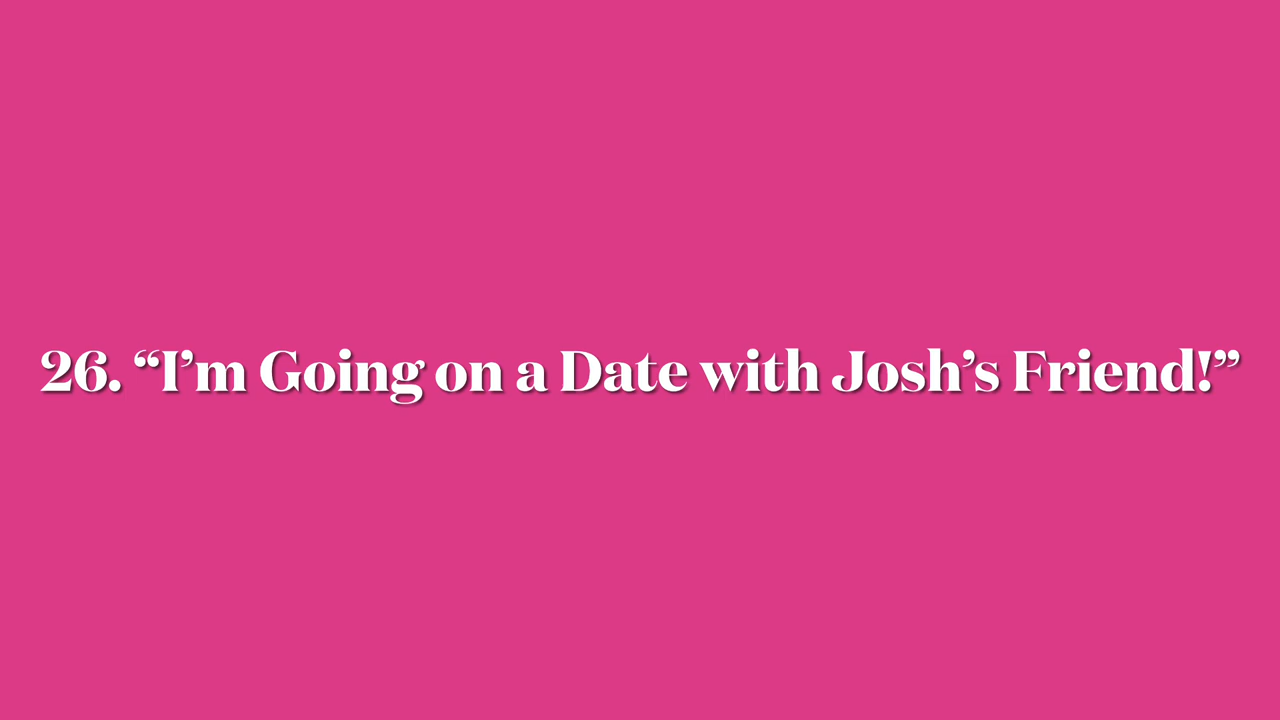 26. “I’m Going on a Date with Josh’s Friend!”